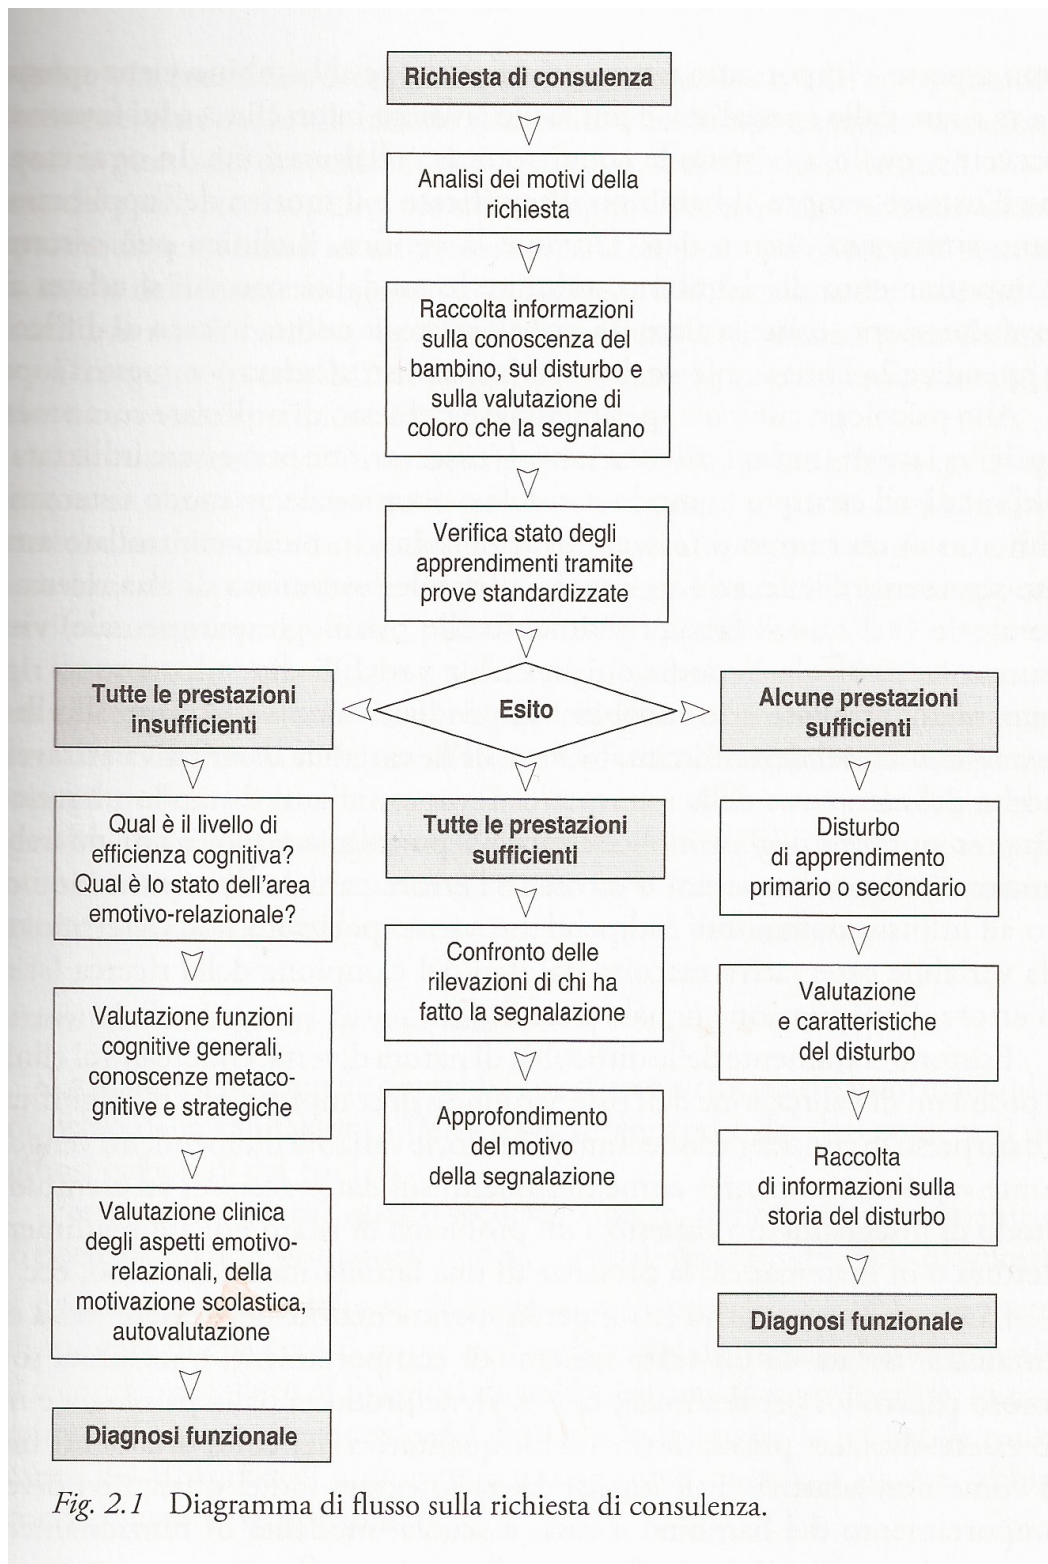 Richiesta di consulenza
Analisi dei motivi della
richiesta
Raccolta informazioni
sulla conoscenza del
bambino, sul disturbo e
sulla valutazione di
coloro che la segnalano
Verifica stato degli
apprendimenti tramite
prove standardizzate
Esito
Tutte le prestazioni
insufficienti
Qual è il livello di
efficienza cognitiva?
Qual è lo stato dell'area
emotivo-relazionale?
Valutazione funzioni
cognitive generali,
conoscenze metaco-
gnitive e strategiche
Valutazione clinica
degli aspetti emotivo-
relazionali, della
motivazione scolastica,
autovalutazione
Diagnosi funzionale
Tutte le prestazioni
sufficienti
Confronto delle
rilevazioni di chi ha
fatto la segnalazione
Approfondimento
del motivo
della segnalazione
Alcune prestazioni
sufficienti
Disturbo
di apprendimento
primario o secondario
Valutazione
e caratteristiche
del disturbo
Raccolta
di informazioni sulla
storia del disturbo
Diagnosi funzionale
Fig. 2.1 Diagramma di flusso sulla richiesta di consulenza.